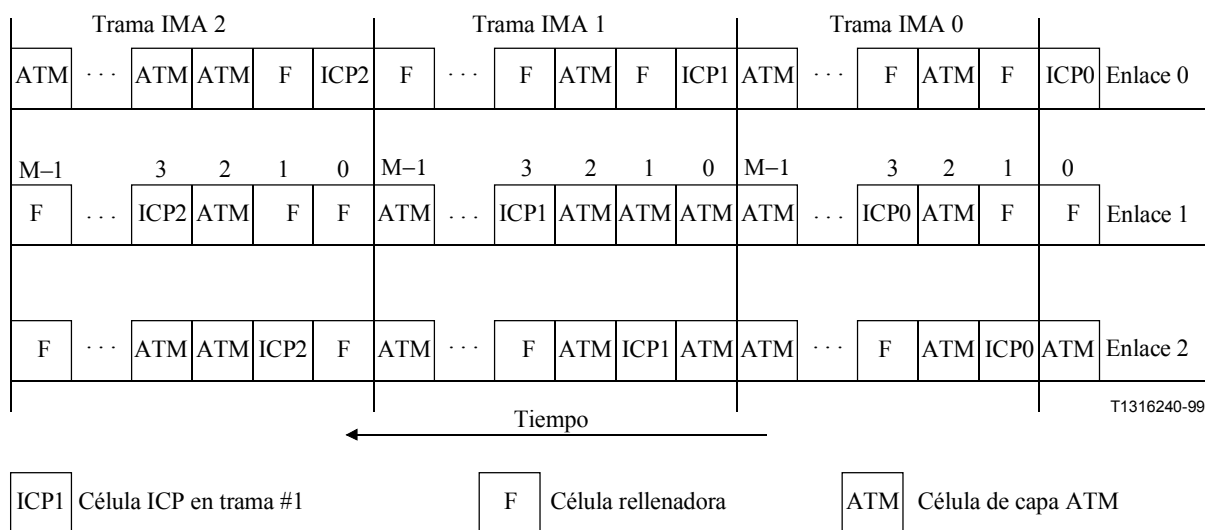 Trama IMA 2 Trama IMA 1 Trama IMA 0
ATM · · · ATM ATM F ICP2 F · · · F ATM F ICP1 ATM · · · F ATM F ICP0 Enlace 0
M–1 3 2 1 0 M–1 3 2 1 0 M–1 3 2 1 0
F · · · ICP2 ATM F F ATM · · · ICP1 ATM ATM ATM ATM · · · ICP0 ATM F F Enlace 1
F · · · ATM ATM ICP2 F ATM · · · F ATM ICP1 ATM ATM · · · F ATM ICP0 ATM Enlace 2
T1316240-99
Tiempo
ICP1 Célula ICP en trama #1 F Célula rellenadora ATM Célula de capa ATM